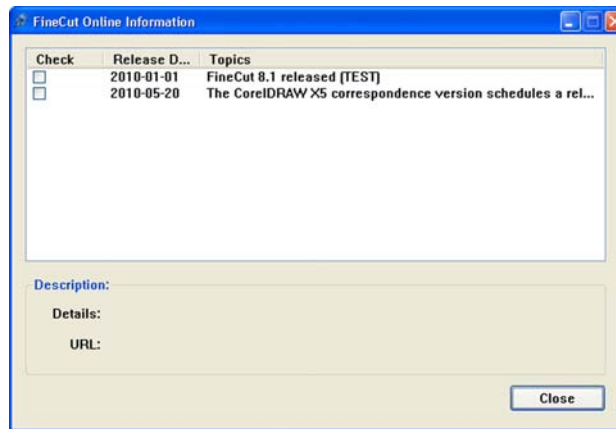 FineCut Online Information
Check Release D... Topics
2010-01-01 FineCut 8.1 released (TEST)
2010-05-20 The CorelDRAW X5 correspondence version schedules a rel...
Description:
Details:
URL:
Close